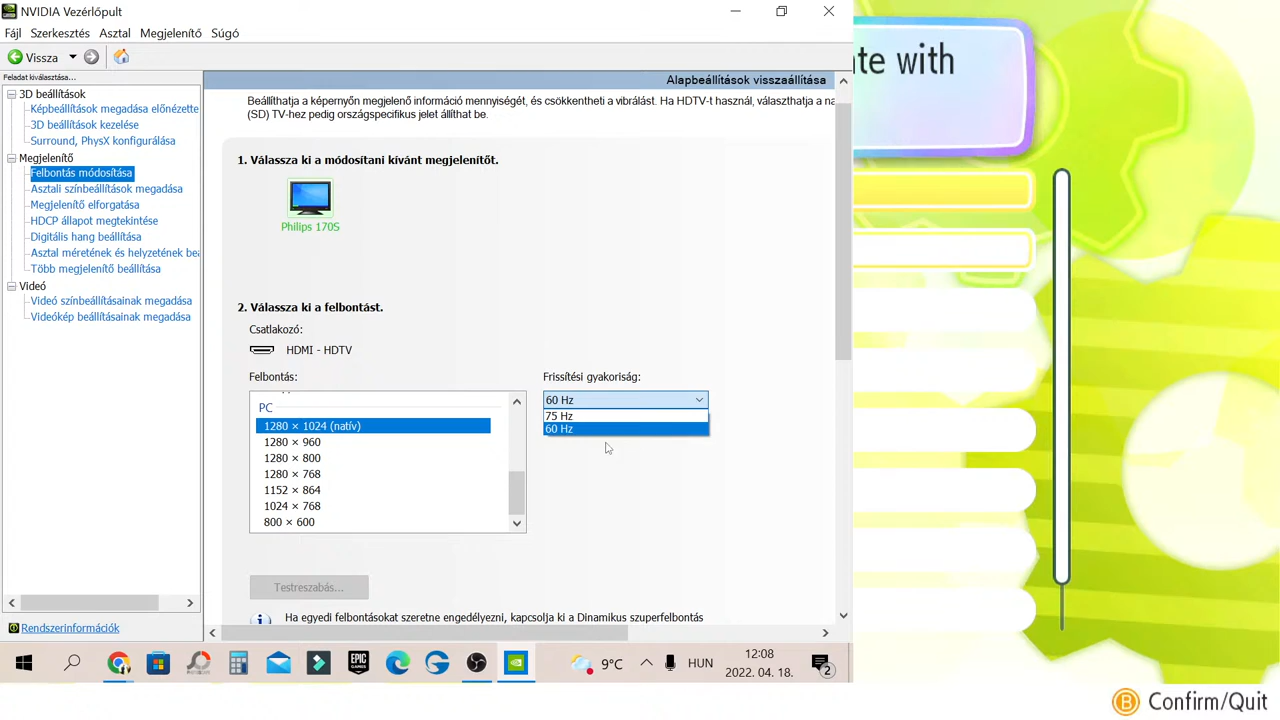 NVIDIA Vezérlőpult
Fájl Szerkesztés Asztal Megjelenítő Súgó
Vissza
Feladat kiválasztása...
3D beállítások
Képbeállítások megadása előnézette
3D beállítások kezelése
Surround, PhysX konfigurálása
Megjelenítő
Felbontás módosítása
Asztali színbeállítások megadása
Megjelenítő elforgatása
HDCP állapot megtekintése
Digitális hang beállítása
Asztal méretének és helyzetének bea
Több megjelenítő beállítása
Videó
Videó színbeállításainak megadása
Videókép beállításainak megadása
Rendszerinformációk
Alapbeállítások visszaállítása
Beállíthatja a képernyőn megjelenő információ mennyiségét, és csökkentheti a vibrálást. Ha HDTV-t használ, választhatja a na
(SD) TV-hez pedig országspecifikus jelet állíthat be.
1. Válassza ki a módosítani kívánt megjelenítőt.
Philips 170S
2. Válassza ki a felbontást.
Csatlakozó:
HDMI - HDTV
Felbontás:
PC
1280 × 1024 (natív)
1280 × 960
1280 × 800
1280 × 768
1152 × 864
1024 × 768
800 × 600
Frissítési gyakoriság:
60 Hz
75 Hz
60 Hz
Testreszabás...
Ha egyedi felbontásokat szeretne engedélyezni, kapcsolja ki a Dinamikus szuperfelbontás
EPIC
GAMES
9°C
HUN
12:08
2022. 04. 18.
2
ate with
B Confirm/Quit